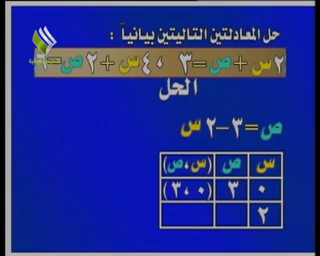 حل المعادلتين التاليتين بيانياً :
٢س + ص = ٣ ، ٤س + ٢ص = ٦
الحل
ص = ٣ − ٢س
س ص (س،ص)
٠ ٣ (٣،٠)
٢